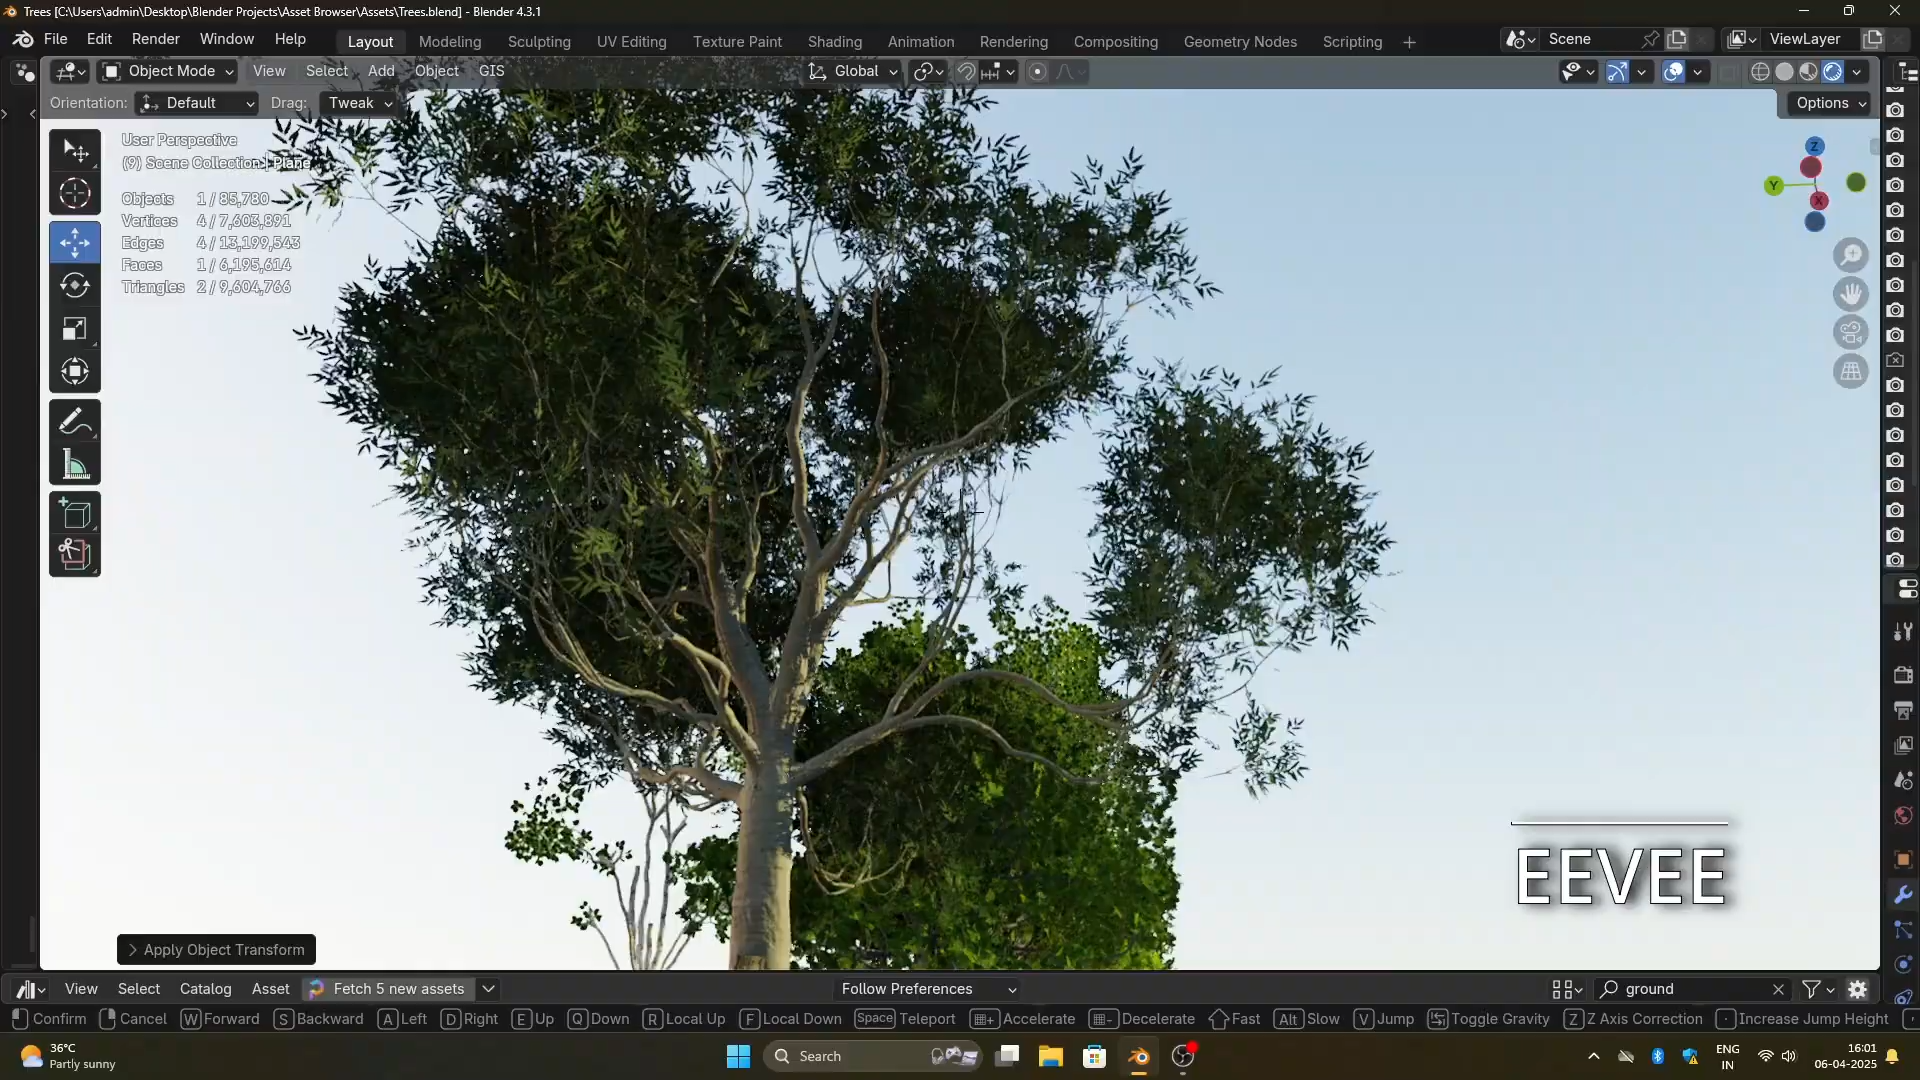 Trees [C:\Users\admin\Desktop\Blender Projects\Asset Browser\Assets\Trees.blend] - Blender 4.3.1
File Edit Render Window Help Layout Modeling Sculpting UV Editing Texture Paint Shading Animation Rendering Compositing Geometry Nodes Scripting + Scene ViewLayer
Object Mode View Select Add Object GIS Global
Orientation: Default Drag: Tweak Options
User Perspective
(9) Scene Collection | Plane
Objects 1 / 85,780
Vertices 4 / 7,603,891
Edges 4 / 13,199,543
Faces 1 / 6,195,614
Triangles 2 / 9,604,766
Z
Y
X
EEVEE
Apply Object Transform
View Select Catalog Asset Fetch 5 new assets Follow Preferences ground
Confirm Cancel W Forward S Backward A Left D Right E Up Q Down R Local Up F Local Down Space Teleport Accelerate Decelerate Fast Alt Slow V Jump Toggle Gravity Z Z Axis Correction Increase Jump Height
36°C
Partly sunny
Search
ENG
IN
16:01
06-04-2025